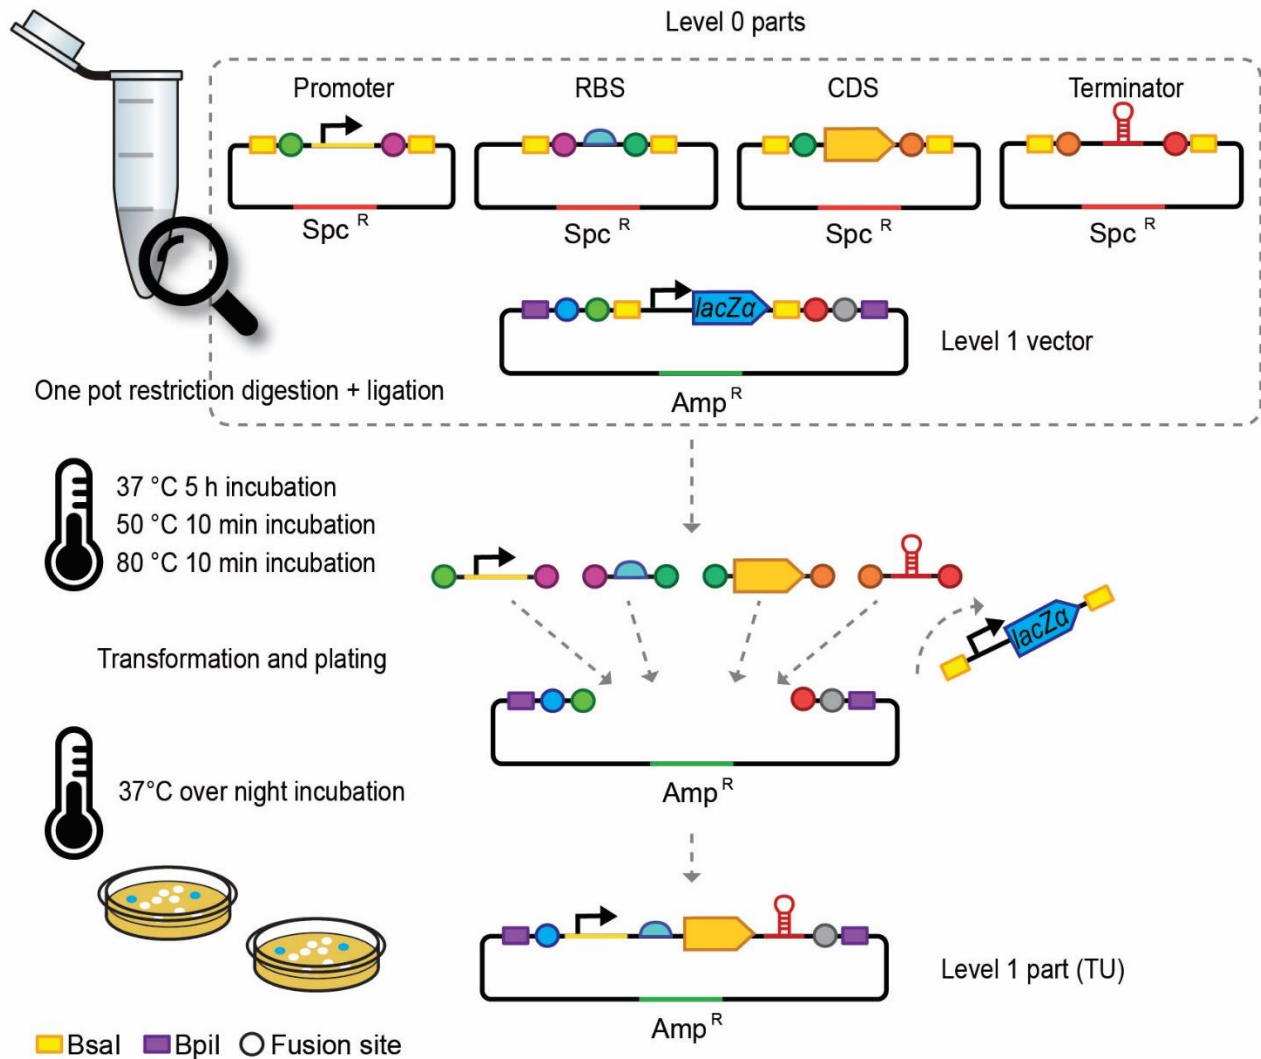 Level 0 parts
Promoter
RBS
CDS
Terminator
Spc R
Spc R
Spc R
Spc R
lacZα
Level 1 vector
Amp R
One pot restriction digestion + ligation
37 °C 5 h incubation
50 °C 10 min incubation
80 °C 10 min incubation
lacZα
Transformation and plating
Amp R
37°C over night incubation
Level 1 part (TU)
Amp R
BsaI BpiI Fusion site